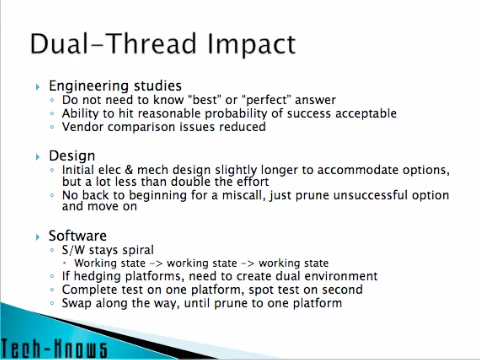 Dual-Thread Impact
Engineering studies
Do not need to know “best” or “perfect” answer
Ability to hit reasonable probability of success acceptable
Vendor comparison issues reduced
Design
Initial elec & mech design slightly longer to accommodate options,
but a lot less than double the effort
No back to beginning for a miscall, just prune unsuccessful option
and move on
Software
S/W stays spiral
Working state -> working state -> working state
If hedging platforms, need to create dual environment
Complete test on one platform, spot test on second
Swap along the way, until prune to one platform
Tech-Knows